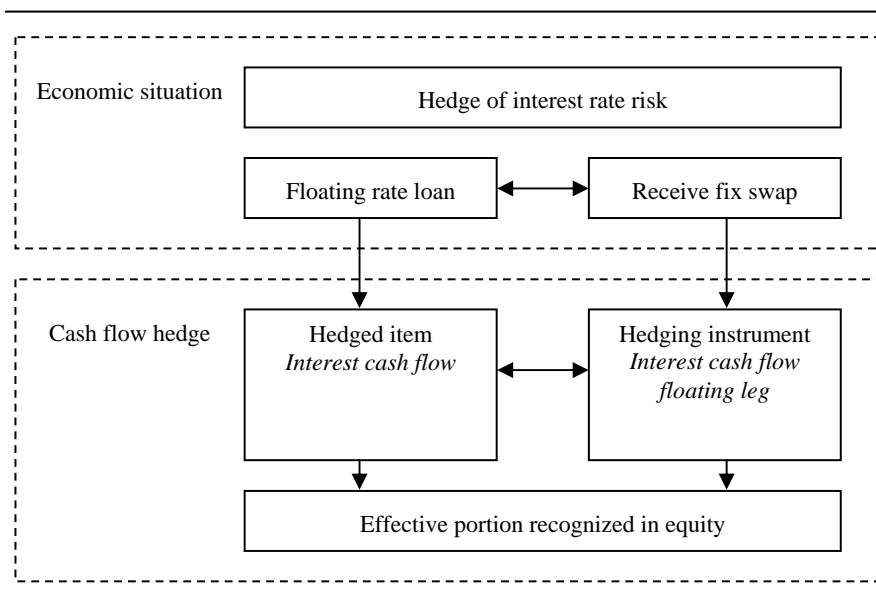 Economic situation
Hedge of interest rate risk
Floating rate loan
Receive fix swap
Cash flow hedge
Hedged item
Interest cash flow
Hedging instrument
Interest cash flow
floating leg
Effective portion recognized in equity